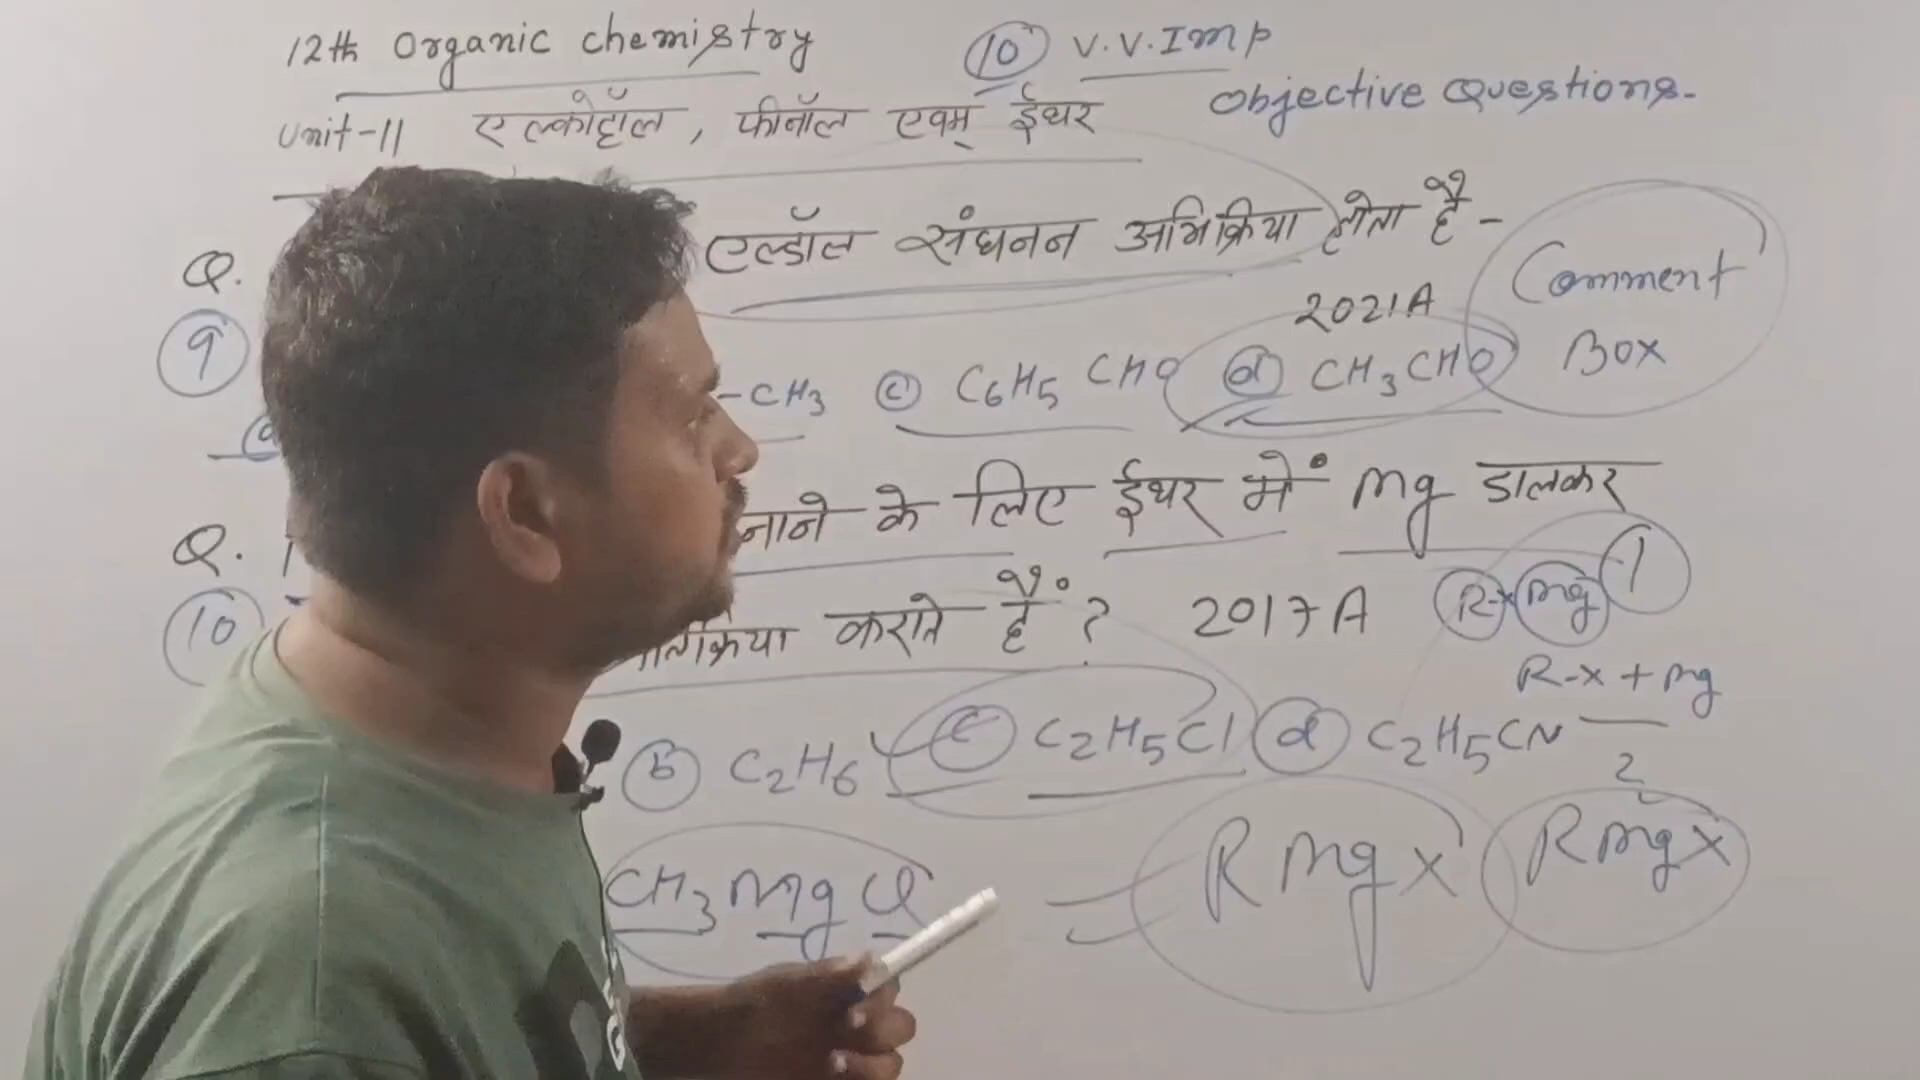 12th Organic chemistry 10 V.V.Imp
Unit-11 एल्कोहॉल, फीनॉल एवम् ईथर Objective Questions.
Q. एल्डॉल संघनन अभिक्रिया होता है -
9 2021A Comment
-CH3 (c) C6H5 CHO (d) CH3CHO Box
Q. के लिए ईथर में Mg डालकर
10 कराते हैं ? 2017A R-x Mg 1
R-x + Mg
(b) C2H6 (c) C2H5Cl (d) C2H5CN 2
CH3 Mg Cl R Mg X R Mg X